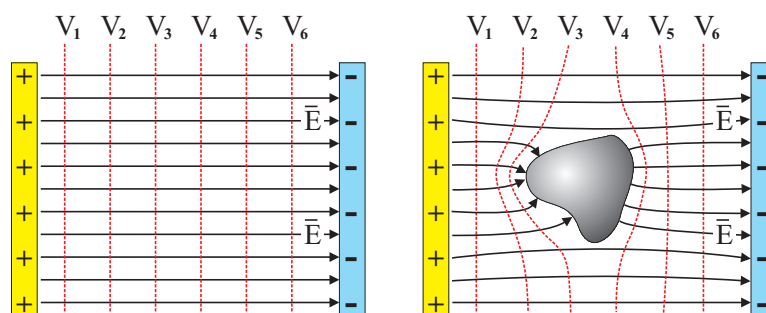 V₁ V₂ V₃ V₄ V₅ V₆ V₁ V₂ V₃ V₄ V₅ V₆
+ - + -
+ Ē - + Ē -
+ - + -
+ - + -
+ Ē - + Ē -
+ - + -